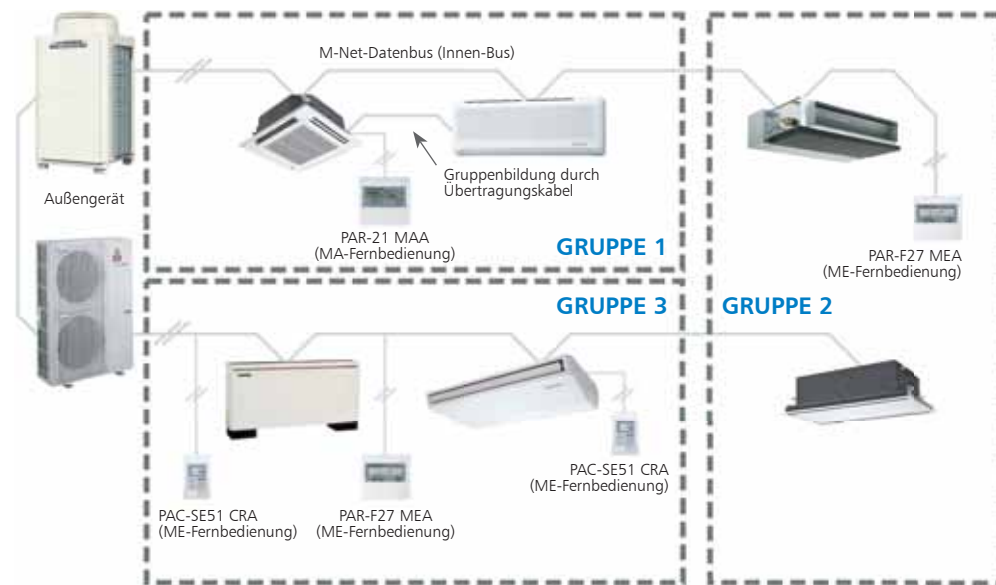 M-Net-Datenbus (Innen-Bus)
Außengerät
Gruppenbildung durch
Übertragungskabel
PAR-21 MAA
(MA-Fernbedienung)
GRUPPE 1
PAR-F27 MEA
(ME-Fernbedienung)
GRUPPE 3
GRUPPE 2
PAC-SE51 CRA
(ME-Fernbedienung)
PAR-F27 MEA
(ME-Fernbedienung)
PAC-SE51 CRA
(ME-Fernbedienung)